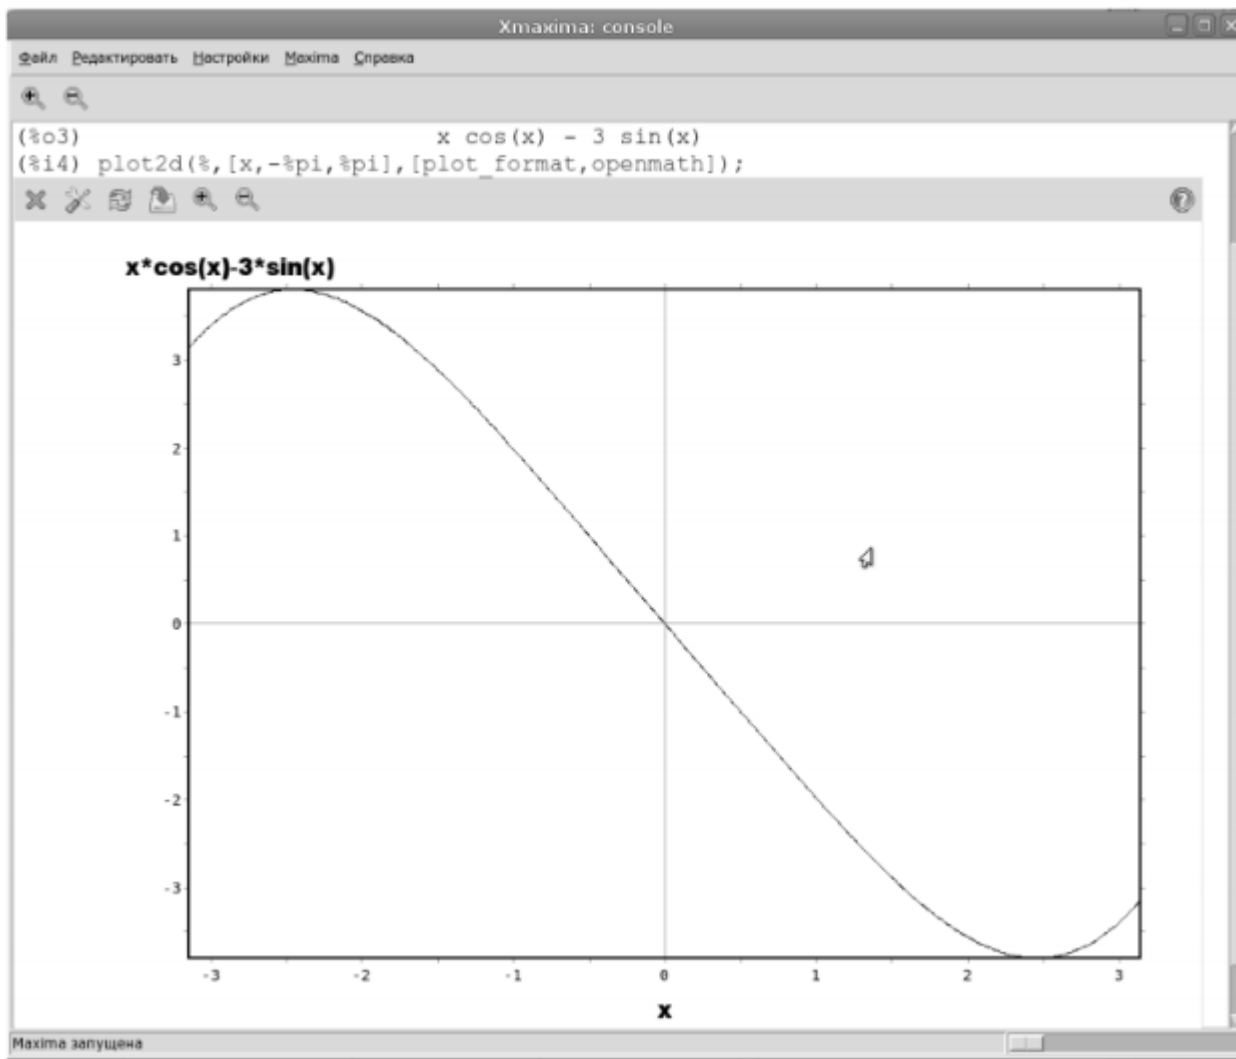 Xmaxima: console
Файл Редактировать Настройки Maxima Справка
(%o3) x cos(x) - 3 sin(x)
(%i4) plot2d(%,[x,-%pi,%pi],[plot_format,openmath]);
x*cos(x)-3*sin(x)
3
2
1
0
-1
-2
-3
-3 -2 -1 0 1 2 3
x
Maxima запущена